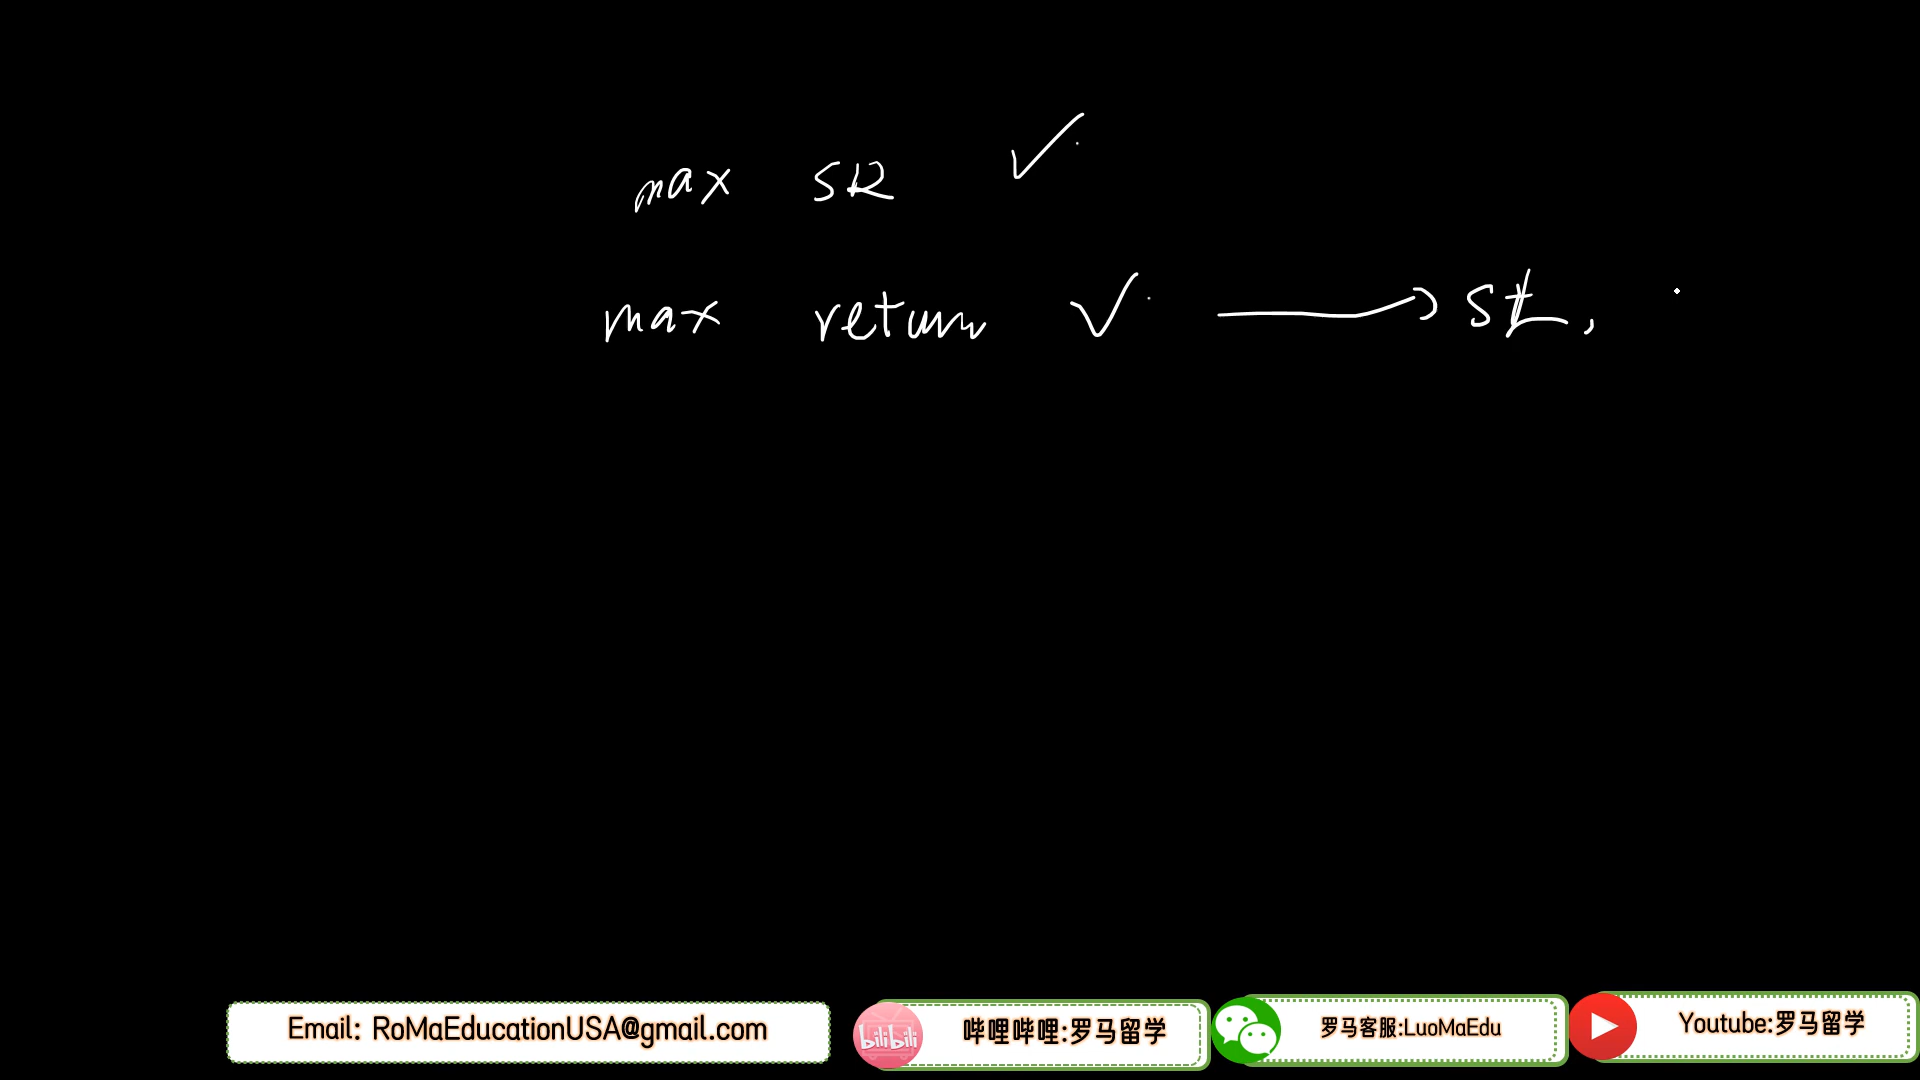 max SR ✓
max return ✓ → St,
Email: RoMaEducationUSA@gmail.com
bilibili
哔哩哔哩:罗马留学
罗马客服:LuoMaEdu
Youtube:罗马留学